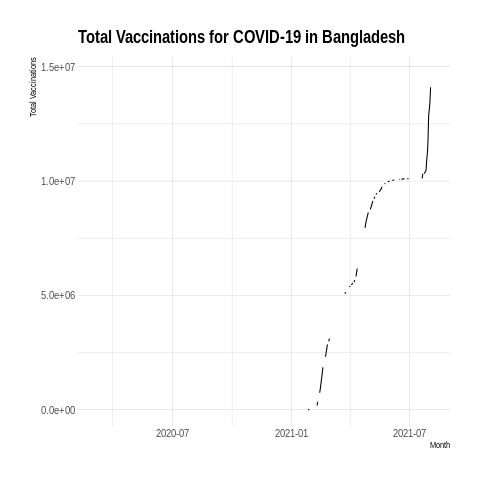 Total Vaccinations for COVID-19 in Bangladesh
Total Vaccinations
1.5e+07
1.0e+07
5.0e+06
0.0e+00
2020-07 2021-01 2021-07
Month